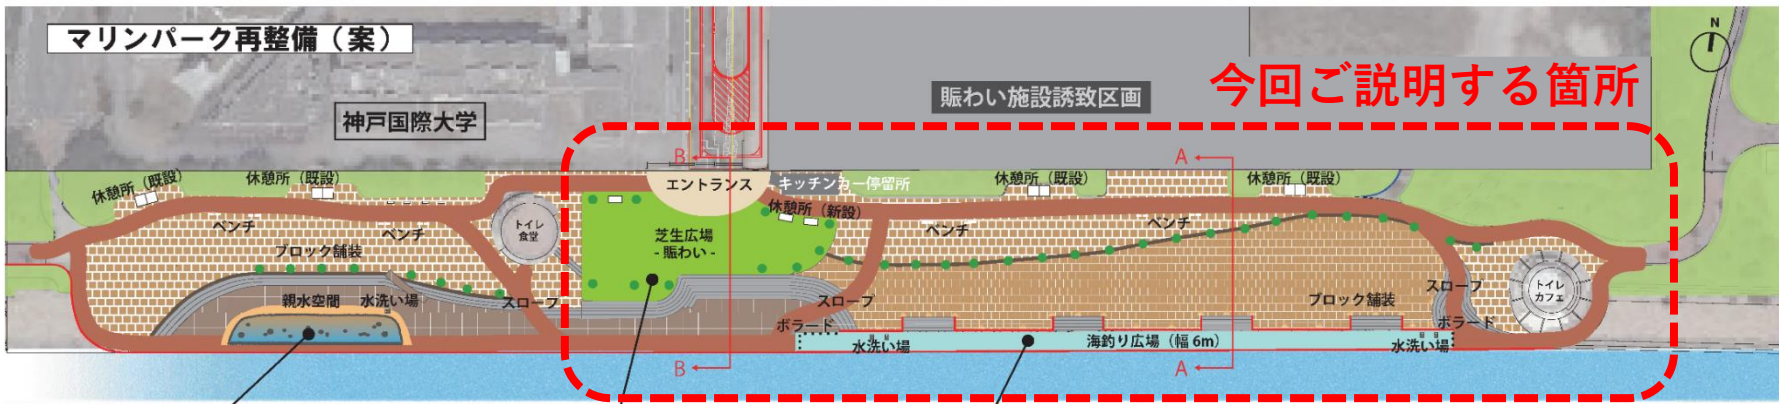 マリンパーク再整備（案）
N
今回ご説明する箇所
賑わい施設誘致区画
神戸国際大学
B
A
休憩所（既設）
休憩所（既設）
エントランス
キッチンカー停留所
休憩所（既設）
休憩所（既設）
休憩所（新設）
ベンチ
ベンチ
トイレ
食堂
芝生広場
- 賑わい -
ベンチ
ベンチ
ブロック舗装
親水空間
水洗い場
スロープ
スロープ
ブロック舗装
スロープ
トイレ
カフェ
ボラード
ボラード
水洗い場
海釣り広場（幅 6m）
水洗い場
B
A